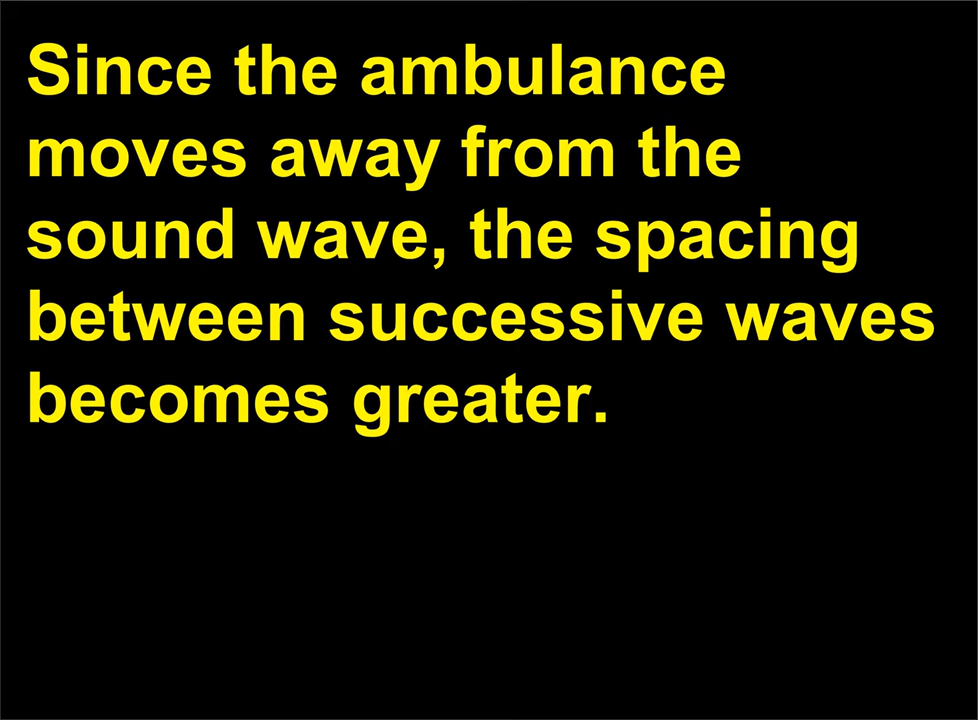 Since the ambulance
moves away from the
sound wave, the spacing
between successive waves
becomes greater.